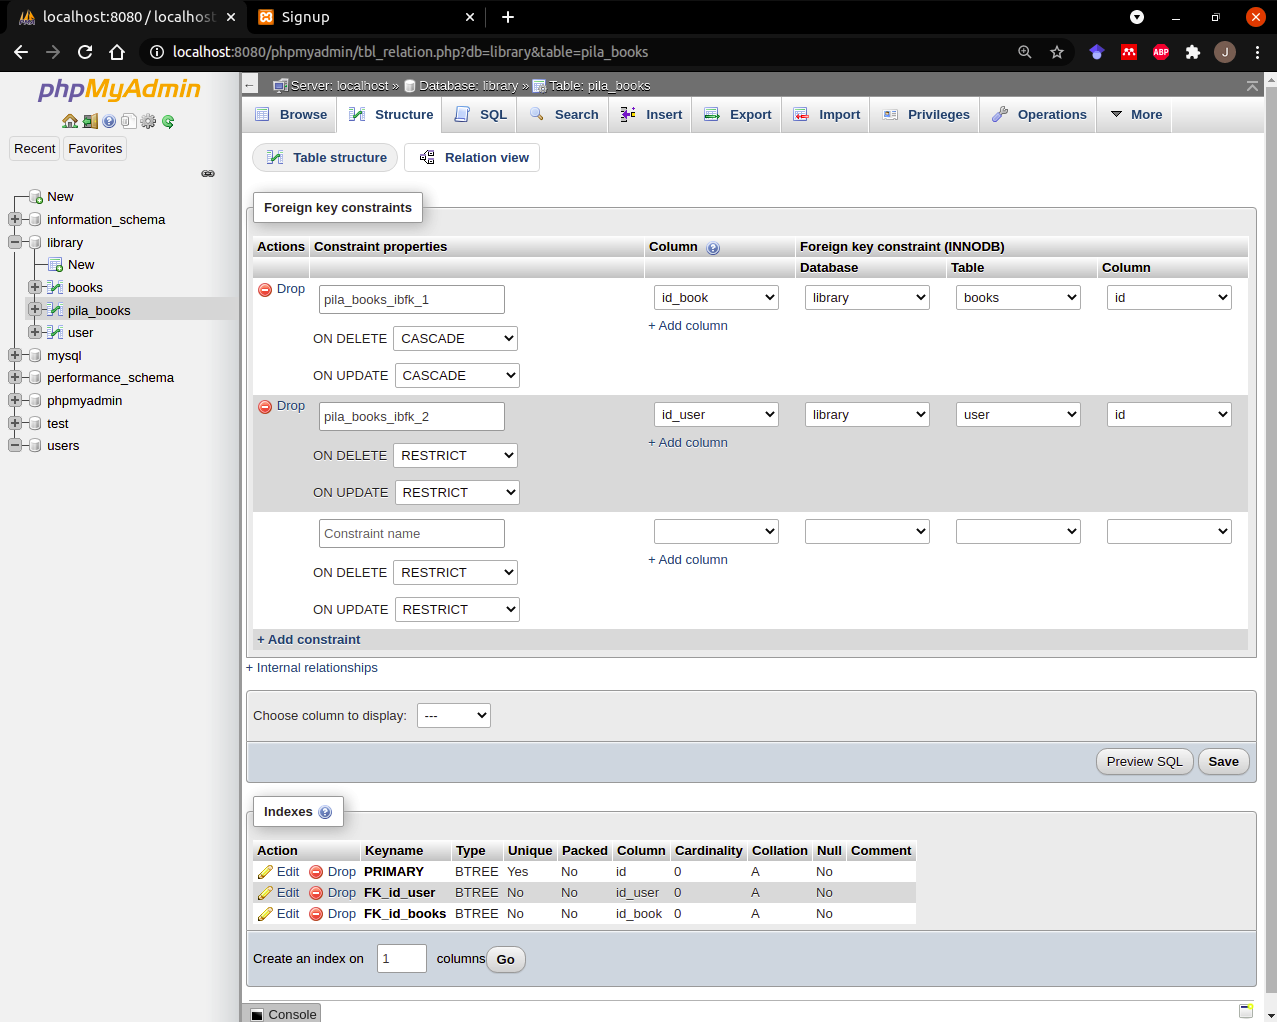 localhost:8080 / localhost
Signup
localhost:8080/phpmyadmin/tbl_relation.php?db=library&table=pila_books
ABP
J
phpMyAdmin
Recent Favorites
New
information_schema
library
New
books
pila_books
user
mysql
performance_schema
phpmyadmin
test
users
Server: localhost » Database: library » Table: pila_books
Browse Structure SQL Search Insert Export Import Privileges Operations More
Table structure Relation view
Foreign key constraints
Actions Constraint properties Column Foreign key constraint (INNODB)
Database Table Column
Drop pila_books_ibfk_1 id_book library books id
+ Add column
ON DELETE CASCADE
ON UPDATE CASCADE
Drop pila_books_ibfk_2 id_user library user id
+ Add column
ON DELETE RESTRICT
ON UPDATE RESTRICT
Constraint name
+ Add column
ON DELETE RESTRICT
ON UPDATE RESTRICT
+ Add constraint
+ Internal relationships
Choose column to display: ---
Preview SQL Save
Indexes
Action Keyname Type Unique Packed Column Cardinality Collation Null Comment
Edit Drop PRIMARY BTREE Yes No id 0 A No
Edit Drop FK_id_user BTREE No No id_user 0 A No
Edit Drop FK_id_books BTREE No No id_book 0 A No
Create an index on 1 columns Go
Console